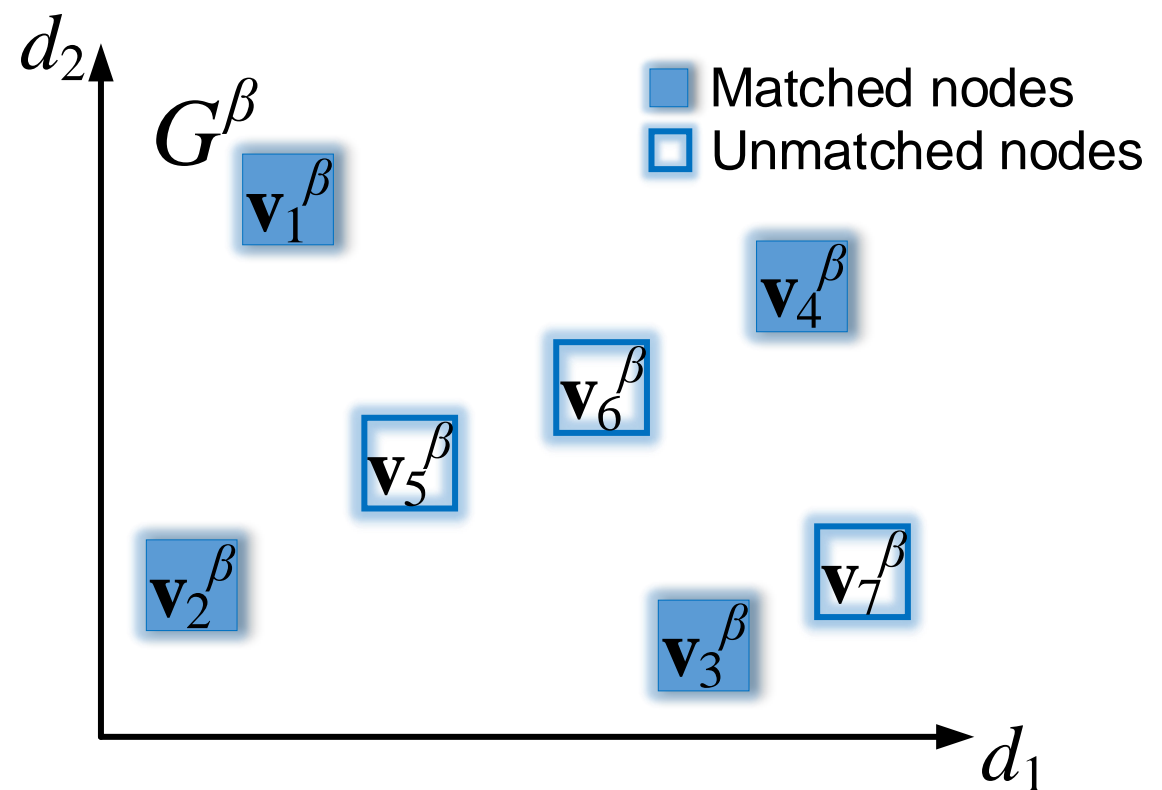 d₂
G^β
Matched nodes
Unmatched nodes
v₁^β
v₄^β
v₆^β
v₅^β
v₇^β
v₂^β
v₃^β
d₁